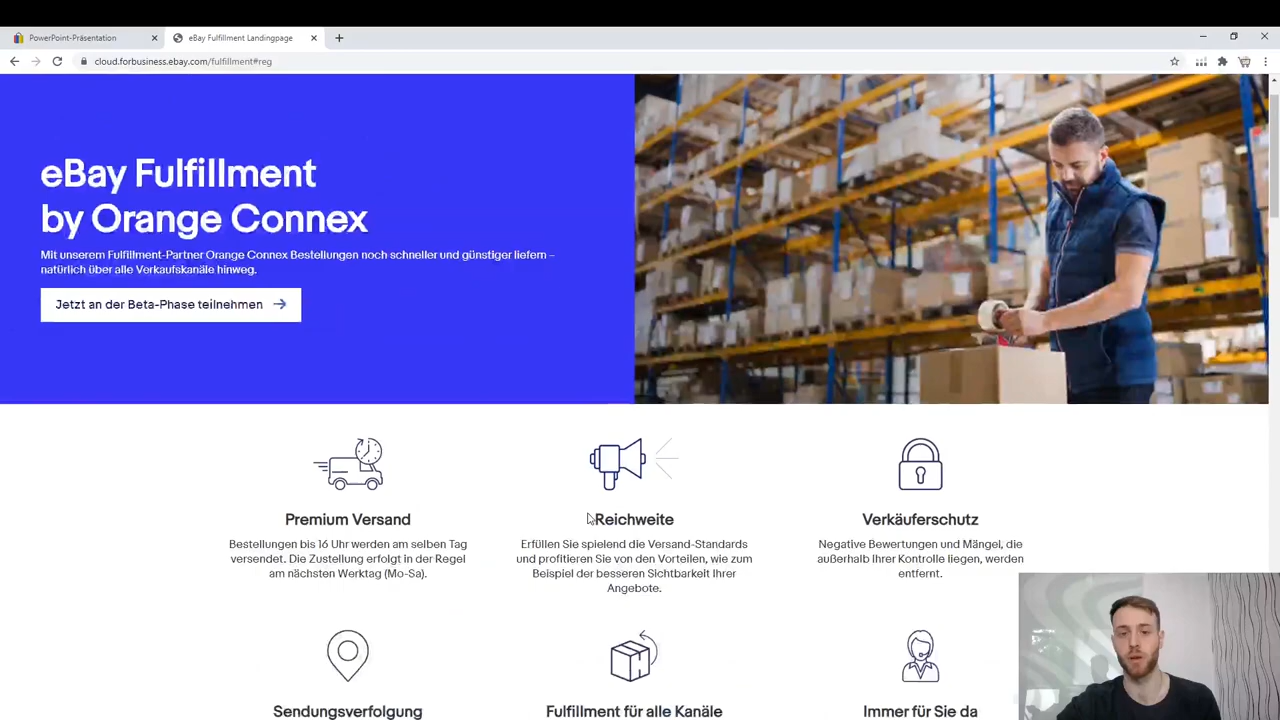 PowerPoint-Präsentation
eBay Fulfillment Landingpage
cloud.forbusiness.ebay.com/fulfillment#reg
eBay Fulfillment
by Orange Connex
Mit unserem Fulfillment-Partner Orange Connex Bestellungen noch schneller und günstiger liefern –
natürlich über alle Verkaufskanäle hinweg.
Jetzt an der Beta-Phase teilnehmen
Premium Versand
Bestellungen bis 16 Uhr werden am selben Tag
versendet. Die Zustellung erfolgt in der Regel
am nächsten Werktag (Mo-Sa).
Reichweite
Erfüllen Sie spielend die Versand-Standards
und profitieren Sie von den Vorteilen, wie zum
Beispiel der besseren Sichtbarkeit Ihrer
Angebote.
Verkäuferschutz
Negative Bewertungen und Mängel, die
außerhalb Ihrer Kontrolle liegen, werden
entfernt.
Sendungsverfolgung
Fulfillment für alle Kanäle
Immer für Sie da